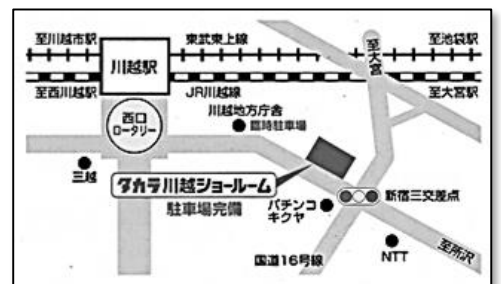 至川越市駅
東武東上線
至池袋駅
川越駅
至大宮
至西川越駅
JR川越線
至大宮駅
西口
ロータリー
川越地方庁舎
臨時駐車場
三越
タカラ川越ショールーム
駐車場完備
パチンコ
キクヤ
新宿三交差点
国道16号線
NTT
至所沢